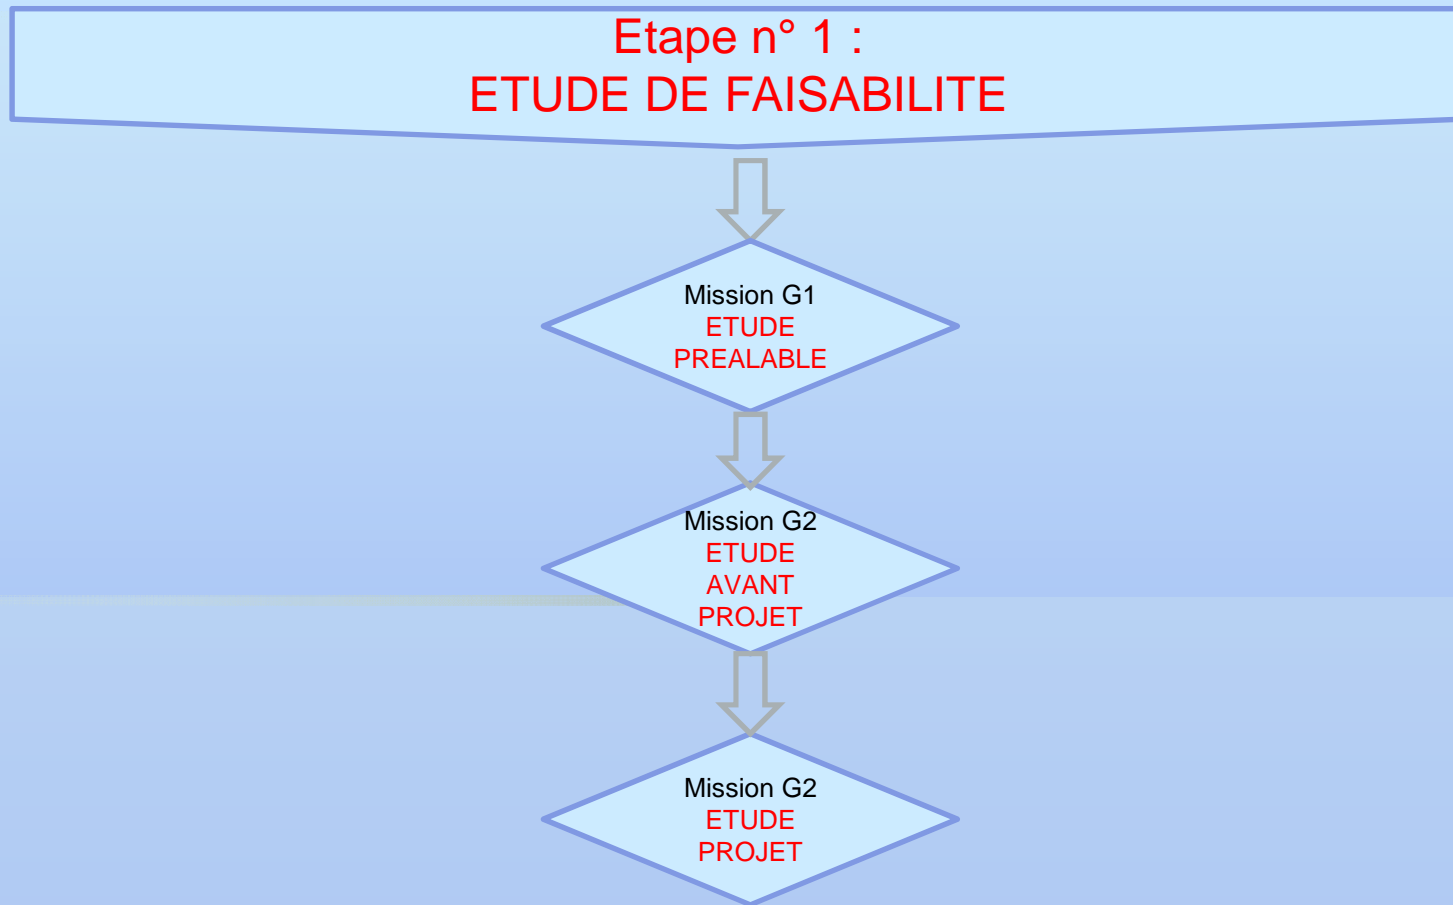 Etape n° 1 :
ETUDE DE FAISABILITE
Mission G1
ETUDE
PREALABLE
Mission G2
ETUDE
AVANT
PROJET
Mission G2
ETUDE
PROJET